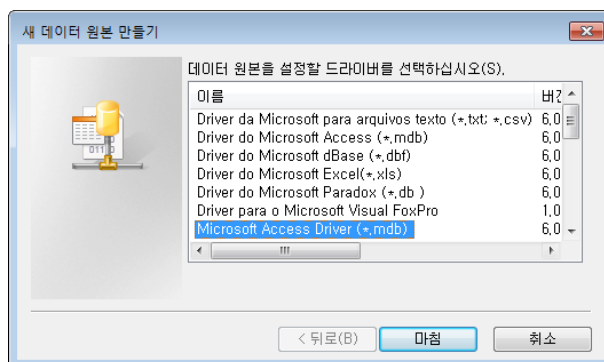 새 데이터 원본 만들기
데이터 원본을 설정할 드라이버를 선택하십시오(S).
이름 버전
Driver da Microsoft para arquivos texto (*.txt; *.csv) 6.0
Driver do Microsoft Access (*.mdb) 6.0
Driver do Microsoft dBase (*.dbf) 6.0
Driver do Microsoft Excel(*.xls) 6.0
Driver do Microsoft Paradox (*.db ) 6.0
Driver para o Microsoft Visual FoxPro 1.0
Microsoft Access Driver (*.mdb) 6.0
< 뒤로(B) 마침 취소